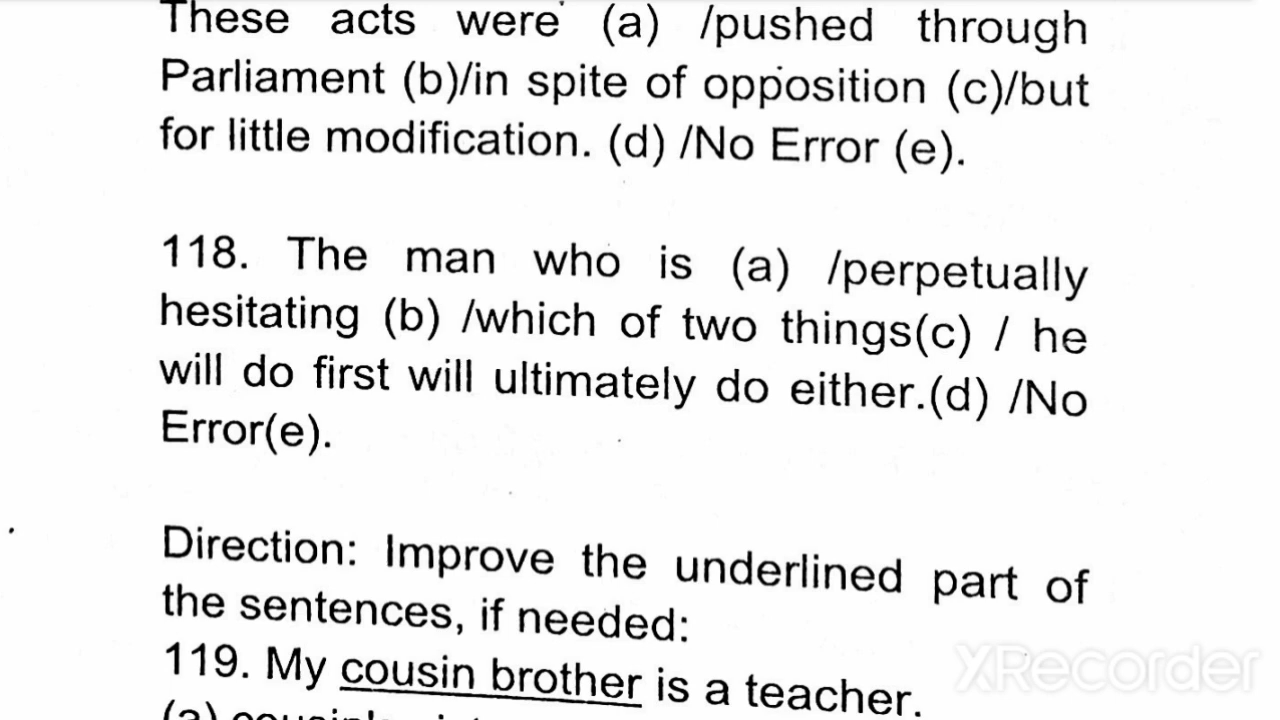 These acts were (a) /pushed through
Parliament (b)/in spite of opposition (c)/but
for little modification. (d) /No Error (e).
118. The man who is (a) /perpetually
hesitating (b) /which of two things(c) / he
will do first will ultimately do either.(d) /No
Error(e).
Direction: Improve the underlined part of
the sentences, if needed:
119. My cousin brother is a teacher.
XRecorder